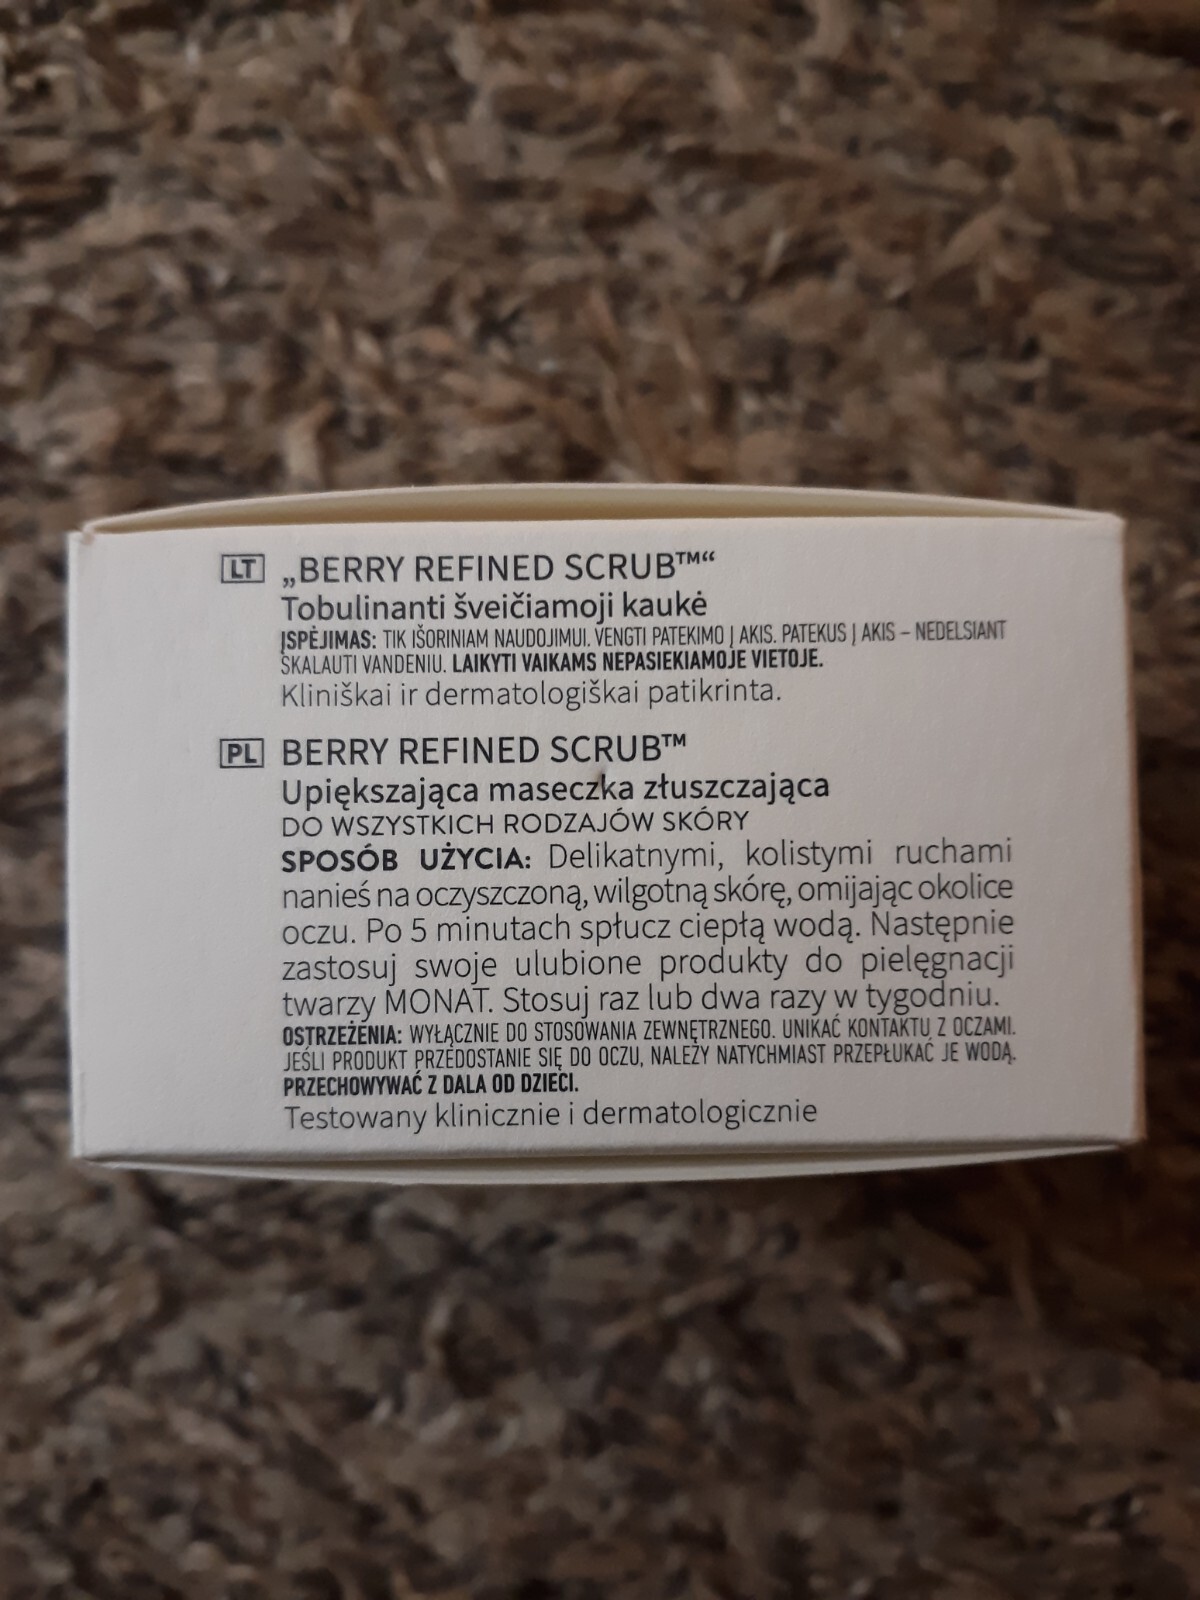 LT „BERRY REFINED SCRUB™“
Tobulinanti šveičiamoji kaukė
ĮSPĖJIMAS: TIK IŠORINIAM NAUDOJIMUI. VENGTI PATEKIMO Į AKIS. PATEKUS Į AKIS – NEDELSIANT
SKALAUTI VANDENIU. LAIKYTI VAIKAMS NEPASIEKIAMOJE VIETOJE.
Kliniškai ir dermatologiškai patikrinta.
PL BERRY REFINED SCRUB™
Upiększająca maseczka złuszczająca
DO WSZYSTKICH RODZAJÓW SKÓRY
SPOSÓB UŻYCIA: Delikatnymi, kolistymi ruchami
nanieś na oczyszczoną, wilgotną skórę, omijając okolice
oczu. Po 5 minutach spłucz ciepłą wodą. Następnie
zastosuj swoje ulubione produkty do pielęgnacji
twarzy MONAT. Stosuj raz lub dwa razy w tygodniu.
OSTRZEŻENIA: WYŁĄCZNIE DO STOSOWANIA ZEWNĘTRZNEGO. UNIKAĆ KONTAKTU Z OCZAMI.
JEŚLI PRODUKT PRZEDOSTANIE SIĘ DO OCZU, NALEŻY NATYCHMIAST PRZEPŁUKAĆ JE WODĄ.
PRZECHOWYWAĆ Z DALA OD DZIECI.
Testowany klinicznie i dermatologicznie